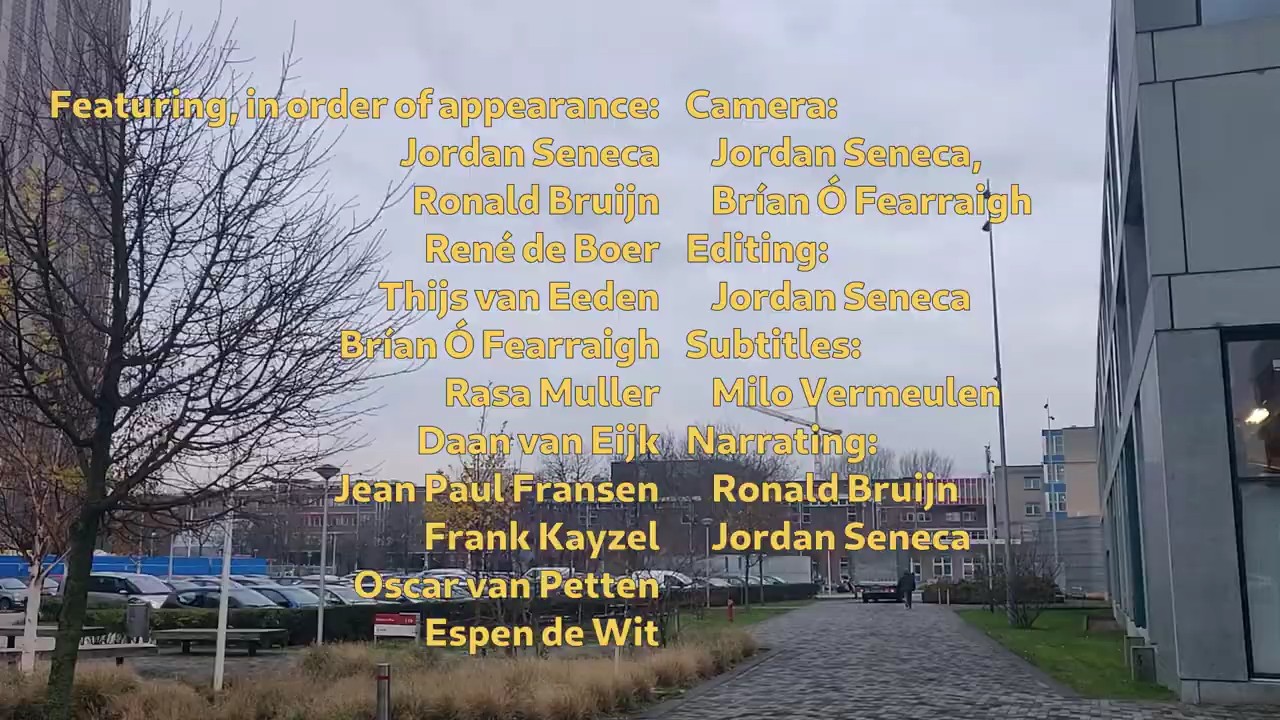 Featuring, in order of appearance:
Jordan Seneca
Ronald Bruijn
René de Boer
Thijs van Eeden
Brían Ó Fearraigh
Rasa Muller
Daan van Eijk
Jean Paul Fransen
Frank Kayzel
Oscar van Petten
Espen de Wit
Camera:
Jordan Seneca,
Brían Ó Fearraigh
Editing:
Jordan Seneca
Subtitles:
Milo Vermeulen
Narrating:
Ronald Bruijn
Jordan Seneca